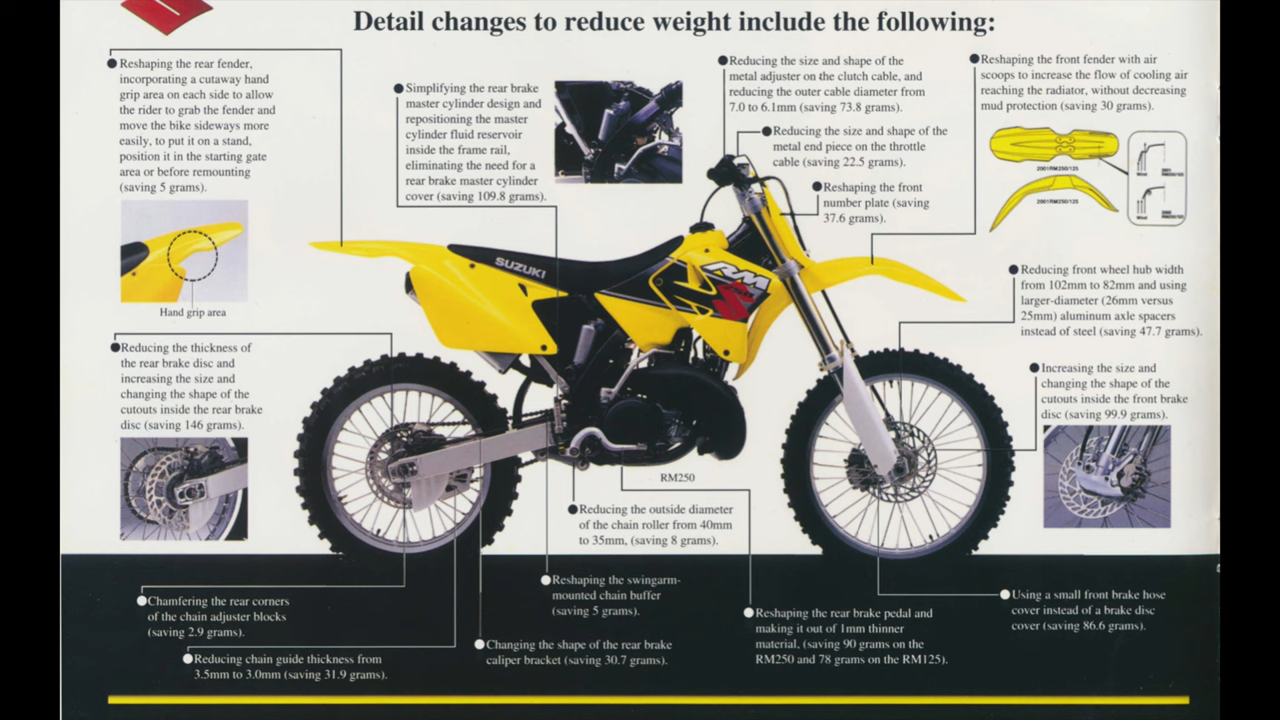 Detail changes to reduce weight include the following:
●Reshaping the rear fender,
incorporating a cutaway hand
grip area on each side to allow
the rider to grab the fender and
move the bike sideways more
easily, to put it on a stand,
position it in the starting gate
area or before remounting
(saving 5 grams).
Hand grip area
●Simplifying the rear brake
master cylinder design and
repositioning the master
cylinder fluid reservoir
inside the frame rail,
eliminating the need for a
rear brake master cylinder
cover (saving 109.8 grams).
●Reducing the size and shape of the
metal adjuster on the clutch cable, and
reducing the outer cable diameter from
7.0 to 6.1mm (saving 73.8 grams).
●Reducing the size and shape of the
metal end piece on the throttle
cable (saving 22.5 grams).
●Reshaping the front
number plate (saving
37.6 grams).
●Reshaping the front fender with air
scoops to increase the flow of cooling air
reaching the radiator, without decreasing
mud protection (saving 30 grams).
2001RM250/125
2001RM250/125
Wind
2001
RM250/125
Wind
2000
RM250/125
●Reducing front wheel hub width
from 102mm to 82mm and using
larger-diameter (26mm versus
25mm) aluminum axle spacers
instead of steel (saving 47.7 grams).
SUZUKI
RM
●Reducing the thickness of
the rear brake disc and
increasing the size and
changing the shape of the
cutouts inside the rear brake
disc (saving 146 grams).
●Increasing the size and
changing the shape of the
cutouts inside the front brake
disc (saving 99.9 grams).
RM250
●Reducing the outside diameter
of the chain roller from 40mm
to 35mm, (saving 8 grams).
●Chamfering the rear corners
of the chain adjuster blocks
(saving 2.9 grams).
●Reducing chain guide thickness from
3.5mm to 3.0mm (saving 31.9 grams).
●Reshaping the swingarm-
mounted chain buffer
(saving 5 grams).
●Changing the shape of the rear brake
caliper bracket (saving 30.7 grams).
●Reshaping the rear brake pedal and
making it out of 1mm thinner
material, (saving 90 grams on the
RM250 and 78 grams on the RM125).
●Using a small front brake hose
cover instead of a brake disc
cover (saving 86.6 grams).